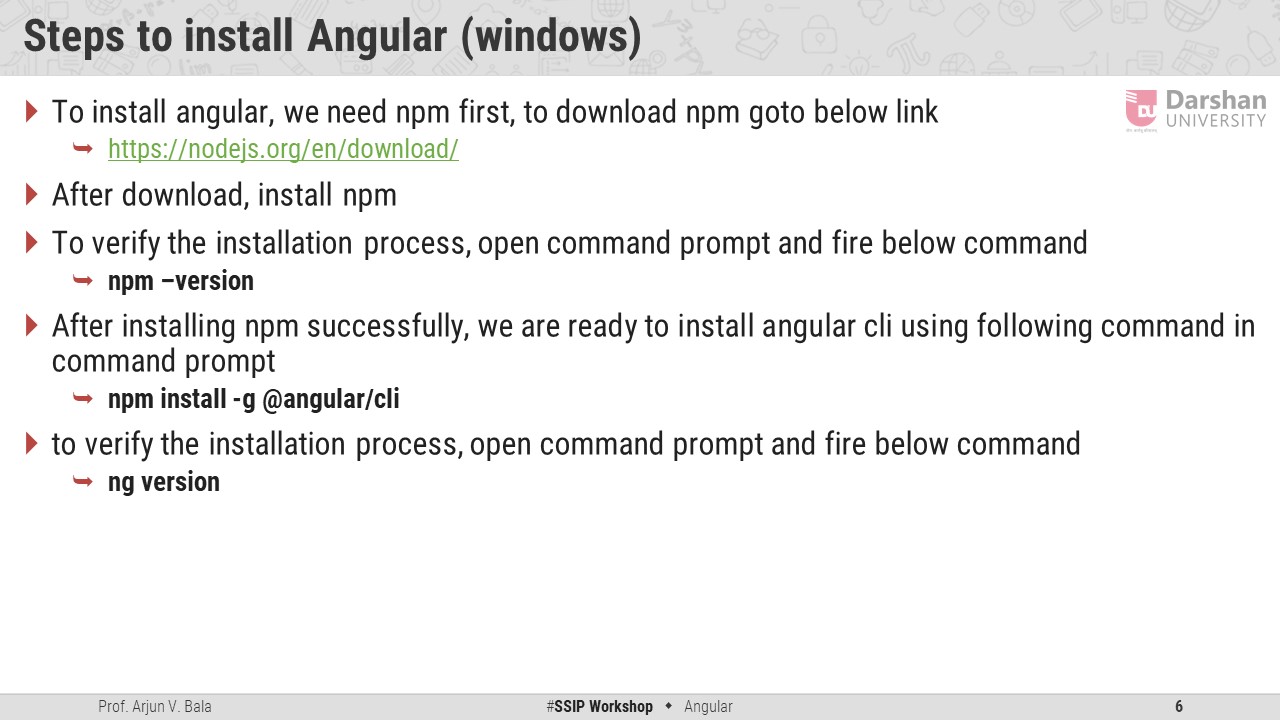 Steps to install Angular (windows)
To install angular, we need npm first, to download npm goto below link
https://nodejs.org/en/download/
After download, install npm
To verify the installation process, open command prompt and fire below command
npm –version
After installing npm successfully, we are ready to install angular cli using following command in
command prompt
npm install -g @angular/cli
to verify the installation process, open command prompt and fire below command
ng version
Darshan
UNIVERSITY
Prof. Arjun V. Bala
#SSIP Workshop ◆ Angular
6